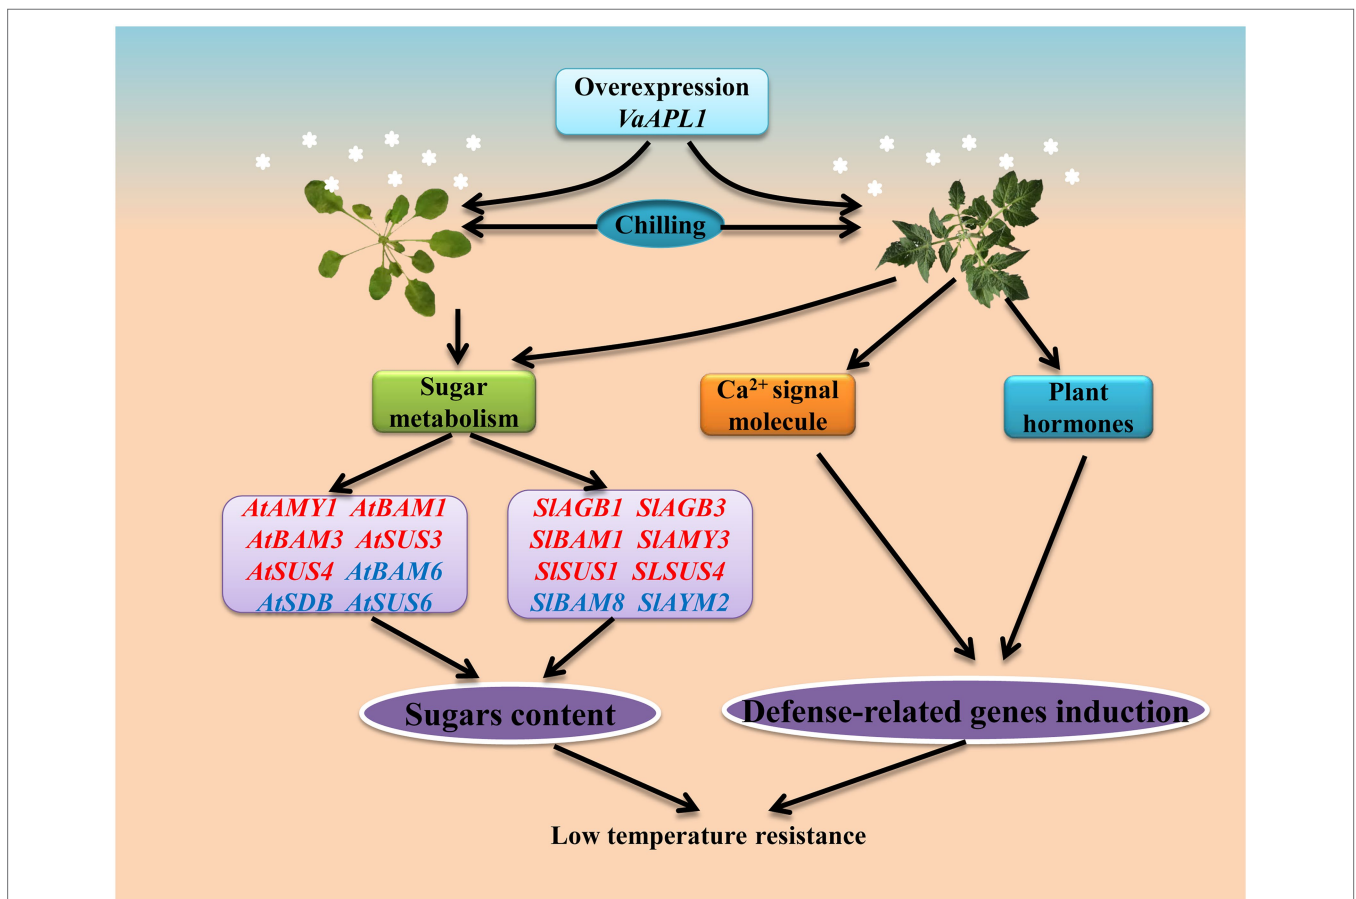 Overexpression
VaAPL1
Chilling
Sugar
metabolism
Ca²⁺ signal
molecule
Plant
hormones
AtAMY1 AtBAM1
AtBAM3 AtSUS3
AtSUS4 AtBAM6
AtSDB AtSUS6
SlAGB1 SlAGB3
SlBAM1 SlAMY3
SlSUS1 SLSUS4
SlBAM8 SlAYM2
Sugars content
Defense-related genes induction
Low temperature resistance